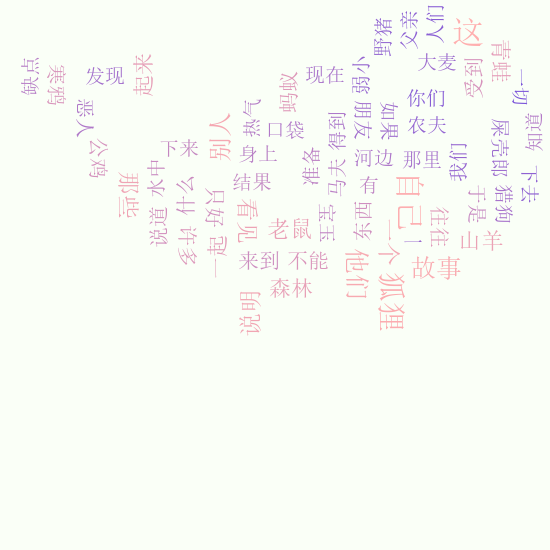 缺点
寒鸦
发现
起来
恶人
公鸡
那些
水中
下来
说道
什么
许多
只好
一起
别人
热气
口袋
身上
结果
看见
老鼠
来到
不能
森林
说明
蚂蚁
现在
弱小
野猪
父亲
人们
这
大麦
青蛙
受到
一切
你们
朋友
如果
农夫
得到
准备
马夫
河边
那里
我们
屎壳郎
逃避
下去
有
自己
东西
往往
于是
猎狗
山羊
一个
他们
狐狸
故事